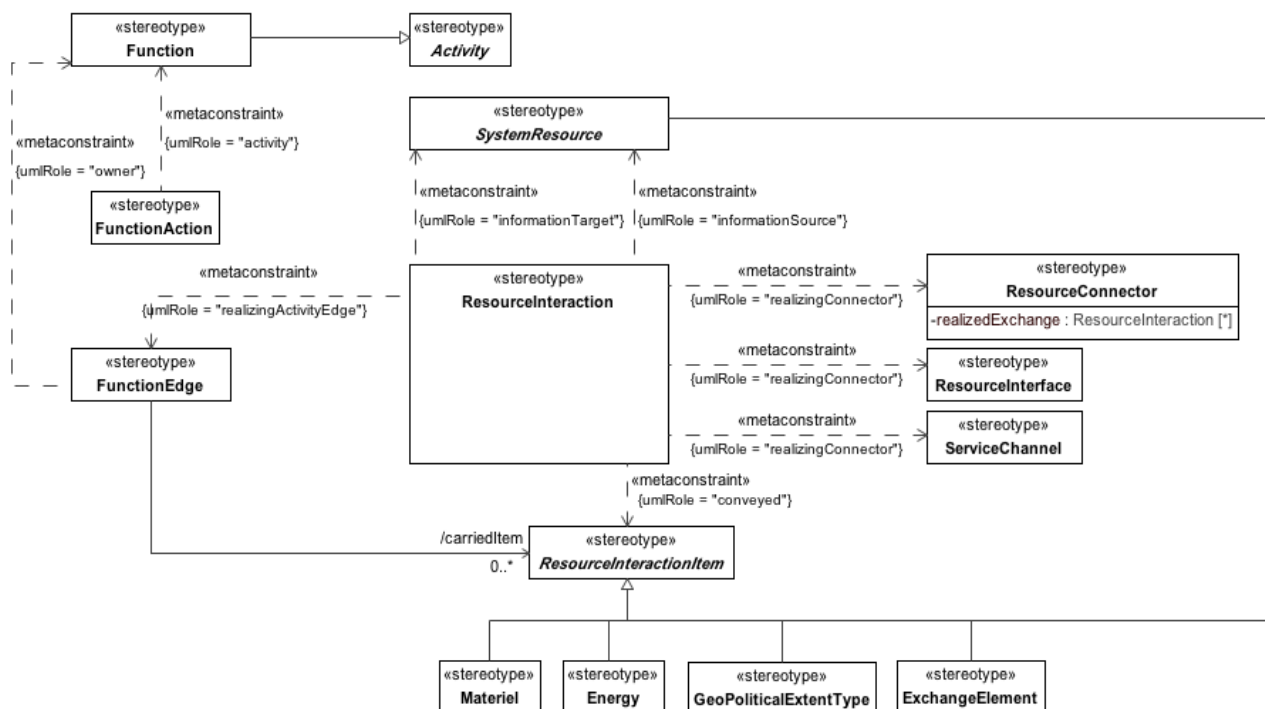 «stereotype»
Function
«stereotype»
Activity
«metaconstraint»
{umlRole = "owner"}
«metaconstraint»
{umlRole = "activity"}
«stereotype»
FunctionAction
«stereotype»
SystemResource
«metaconstraint»
{umlRole = "informationTarget"}
«metaconstraint»
{umlRole = "informationSource"}
«metaconstraint»
{umlRole = "realizingActivityEdge"}
«stereotype»
ResourceInteraction
«metaconstraint»
{umlRole = "realizingConnector"}
«stereotype»
ResourceConnector
-realizedExchange : ResourceInteraction [*]
«stereotype»
FunctionEdge
«metaconstraint»
{umlRole = "realizingConnector"}
«stereotype»
ResourceInterface
«metaconstraint»
{umlRole = "realizingConnector"}
«stereotype»
ServiceChannel
«metaconstraint»
{umlRole = "conveyed"}
/carriedItem
0..*
«stereotype»
ResourceInteractionItem
«stereotype»
Materiel
«stereotype»
Energy
«stereotype»
GeoPoliticalExtentType
«stereotype»
ExchangeElement